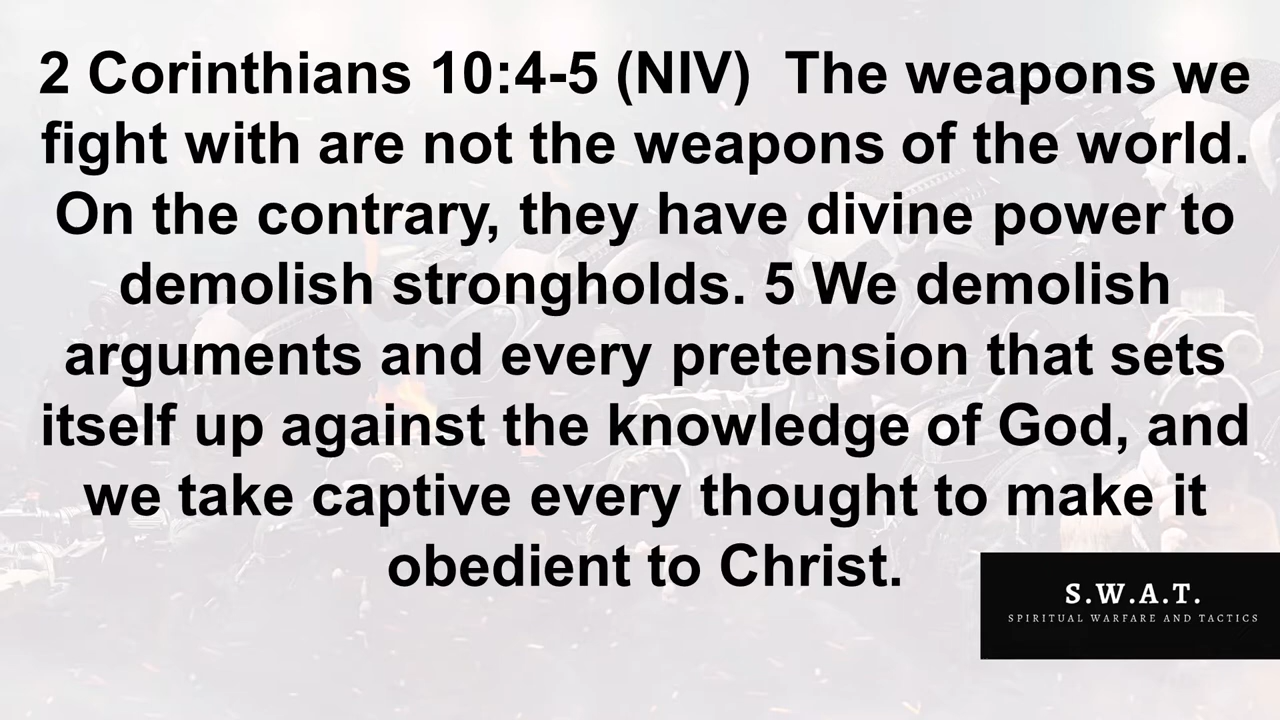 2 Corinthians 10:4-5 (NIV)  The weapons we
fight with are not the weapons of the world.
On the contrary, they have divine power to
demolish strongholds. 5 We demolish
arguments and every pretension that sets
itself up against the knowledge of God, and
we take captive every thought to make it
obedient to Christ.
S.W.A.T.
SPIRITUAL WARFARE AND TACTICS